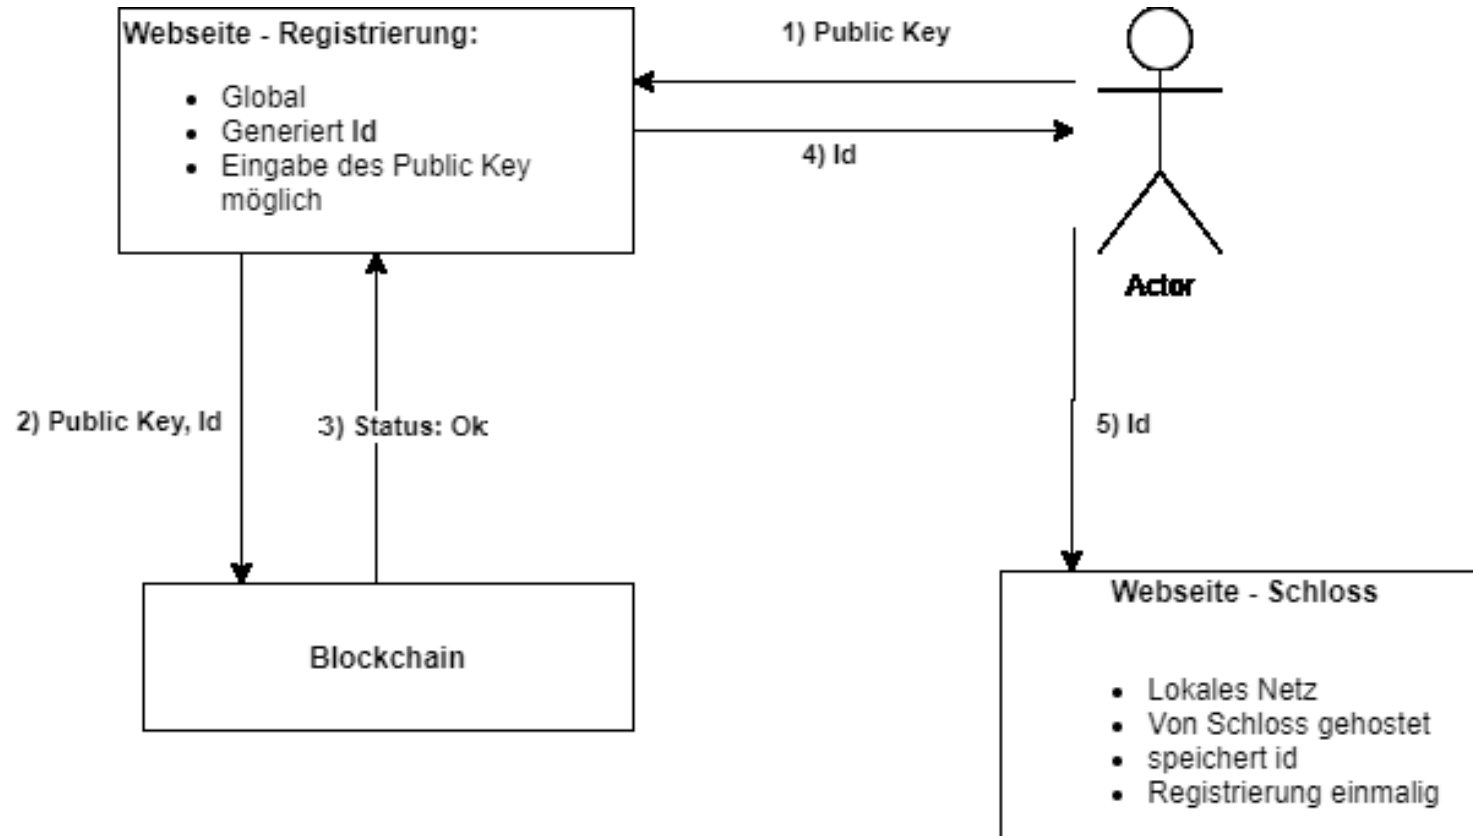 Webseite - Registrierung:
1) Public Key
• Global
• Generiert Id
• Eingabe des Public Key
möglich
4) Id
Actor
2) Public Key, Id
3) Status: Ok
5) Id
Blockchain
Webseite - Schloss
• Lokales Netz
• Von Schloss gehostet
• speichert id
• Registrierung einmalig